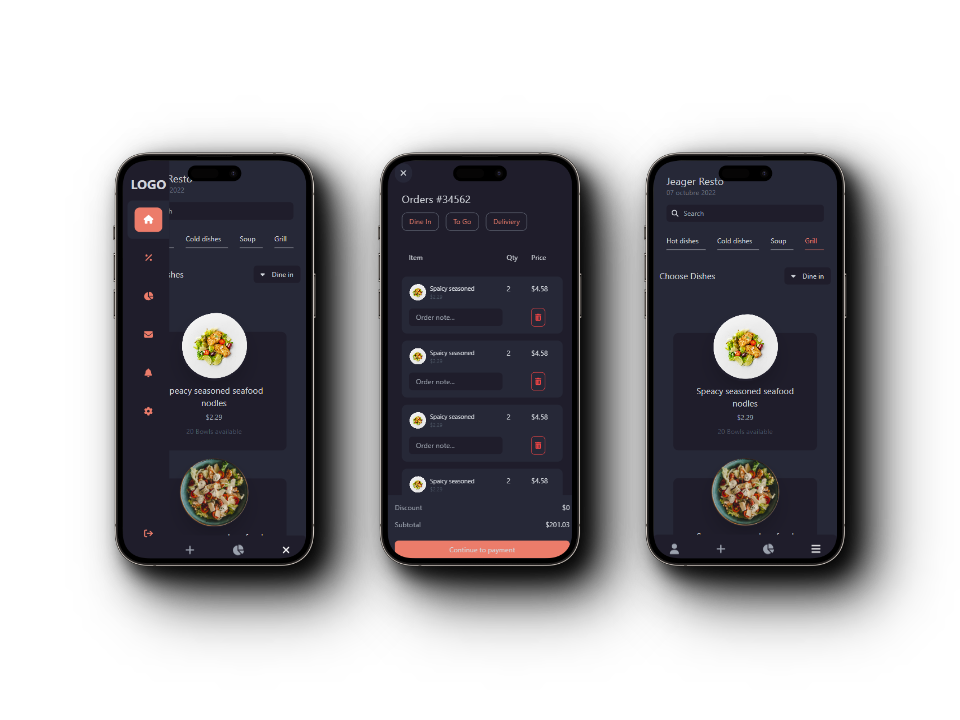 LOGO
Resto
2022
h
Cold dishes
Soup
Grill
shes
Dine in
peacy seasoned seafood
nodles
$2.29
20 Bowls available
Orders #34562
Dine In
To Go
Deliviery
Item
Qty
Price
Spaicy seasoned
2
$4.58
$2.29
Order note...
Spaicy seasoned
2
$4.58
$2.29
Order note...
Spaicy seasoned
2
$4.58
$2.29
Order note...
Spaicy seasoned
2
$4.58
Discount
$0
Subtotal
$201.03
Continue to payment
Jeager Resto
07 octubre 2022
Search
Hot dishes
Cold dishes
Soup
Grill
Choose Dishes
Dine in
Speacy seasoned seafood
nodles
$2.29
20 Bowls available